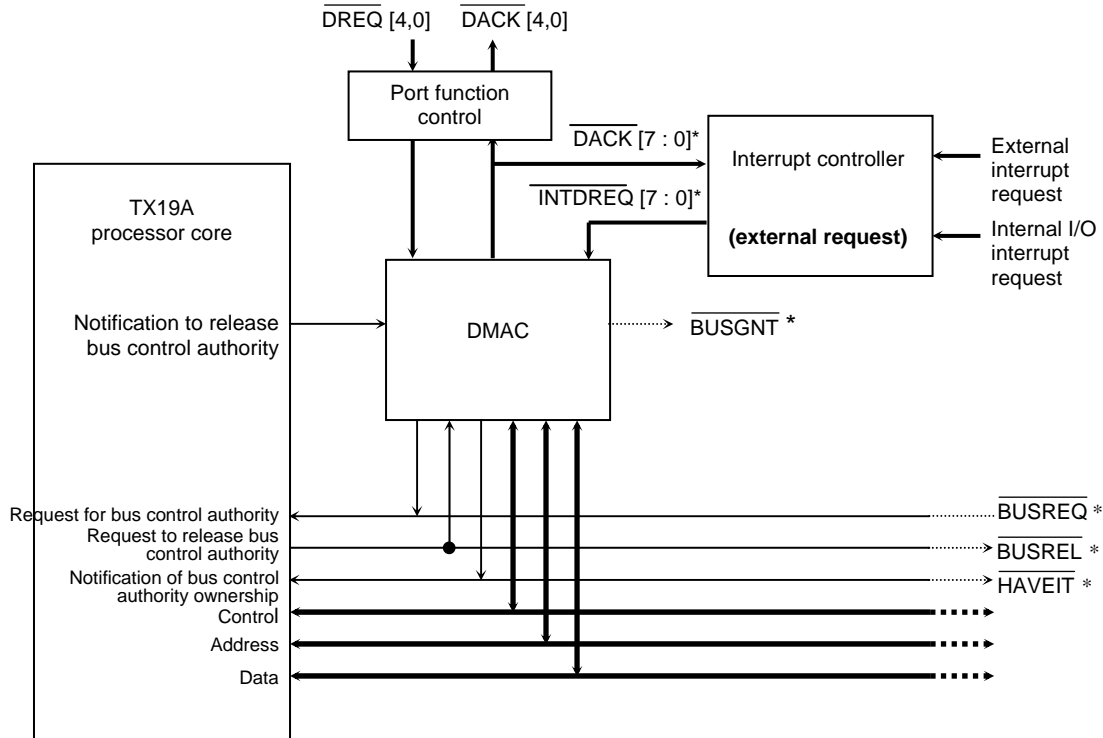 DREQ [4,0] DACK [4,0]
Port function
control
DACK [7 : 0]*
INTDREQ [7 : 0]*
Interrupt controller
(external request)
External
interrupt
request
Internal I/O
interrupt
request
TX19A
processor core
Notification to release
bus control authority
DMAC
BUSGNT *
Request for bus control authority
BUSREQ *
Request to release bus
control authority
BUSREL *
Notification of bus control
authority ownership
HAVEIT *
Control
Address
Data